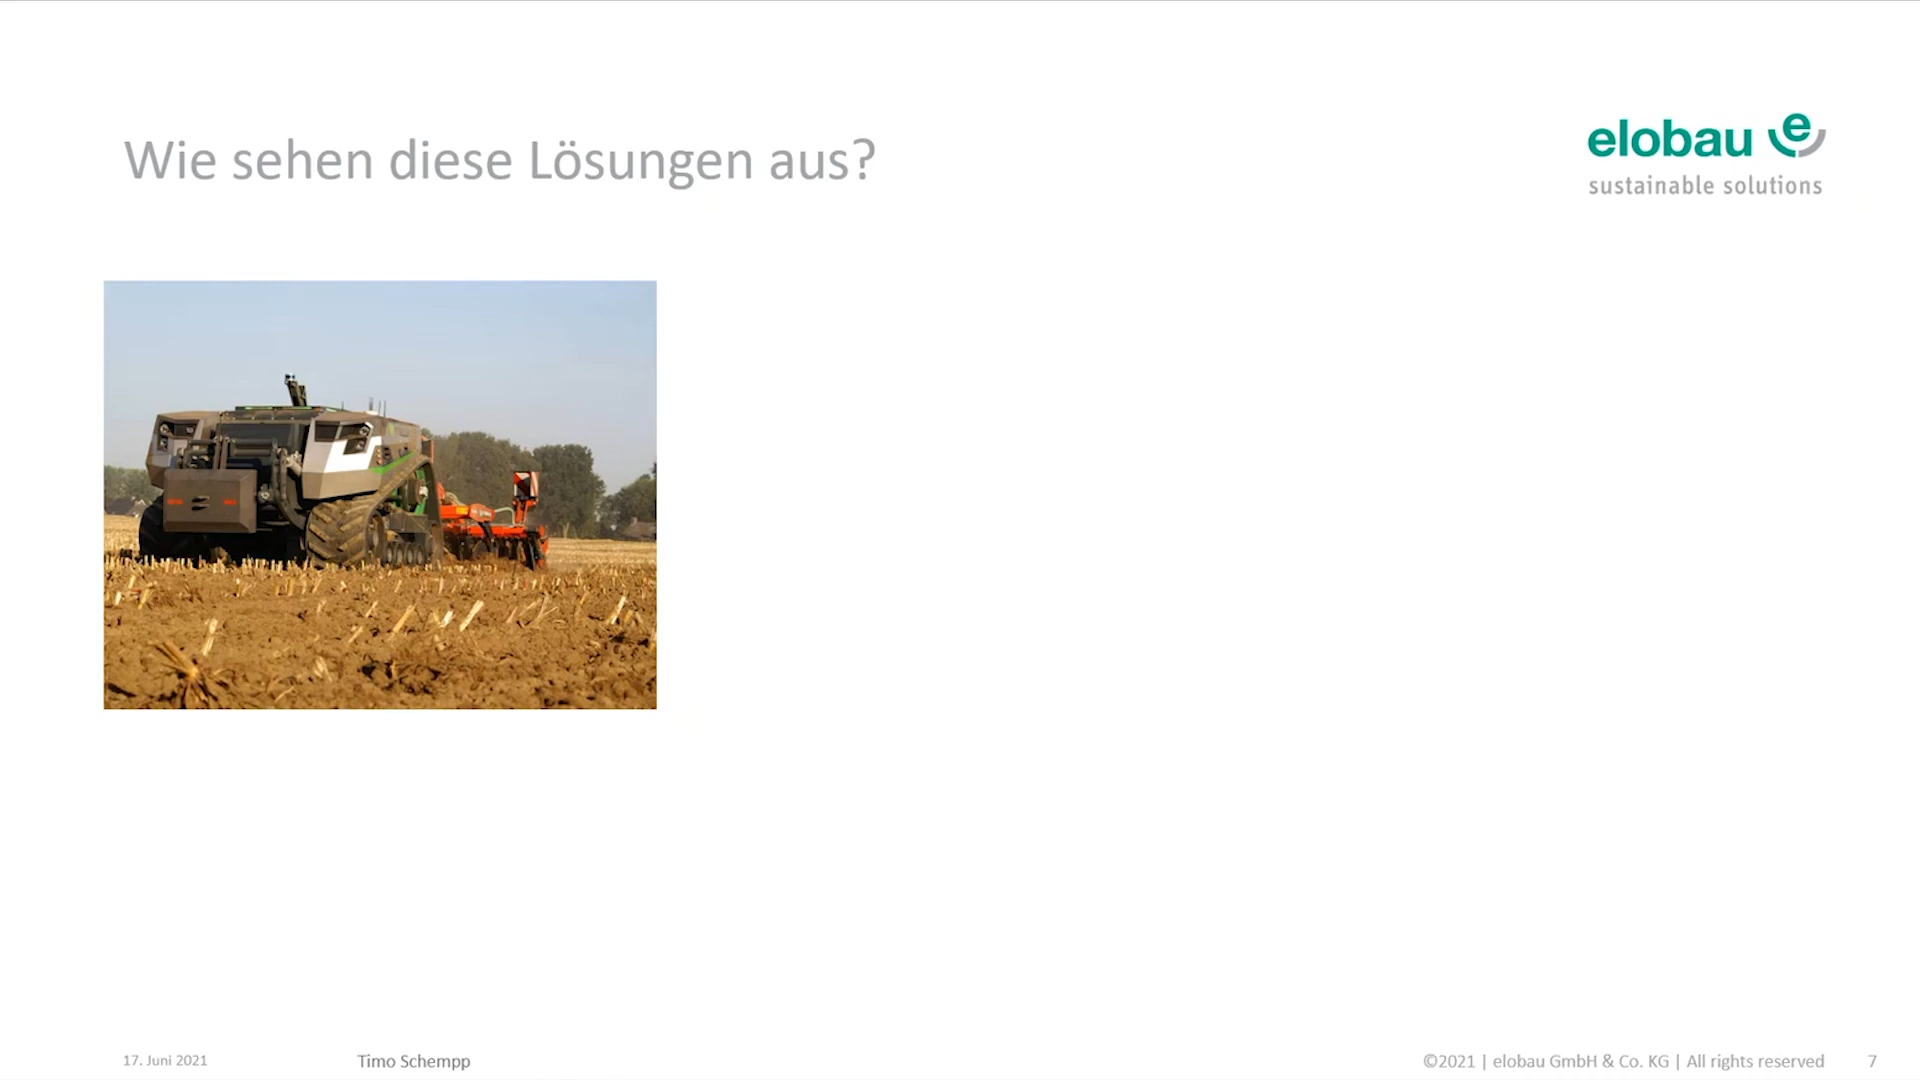 Wie sehen diese Lösungen aus?
elobau e
sustainable solutions
17. Juni 2021
Timo Schempp
©2021 | elobau GmbH & Co. KG | All rights reserved
7